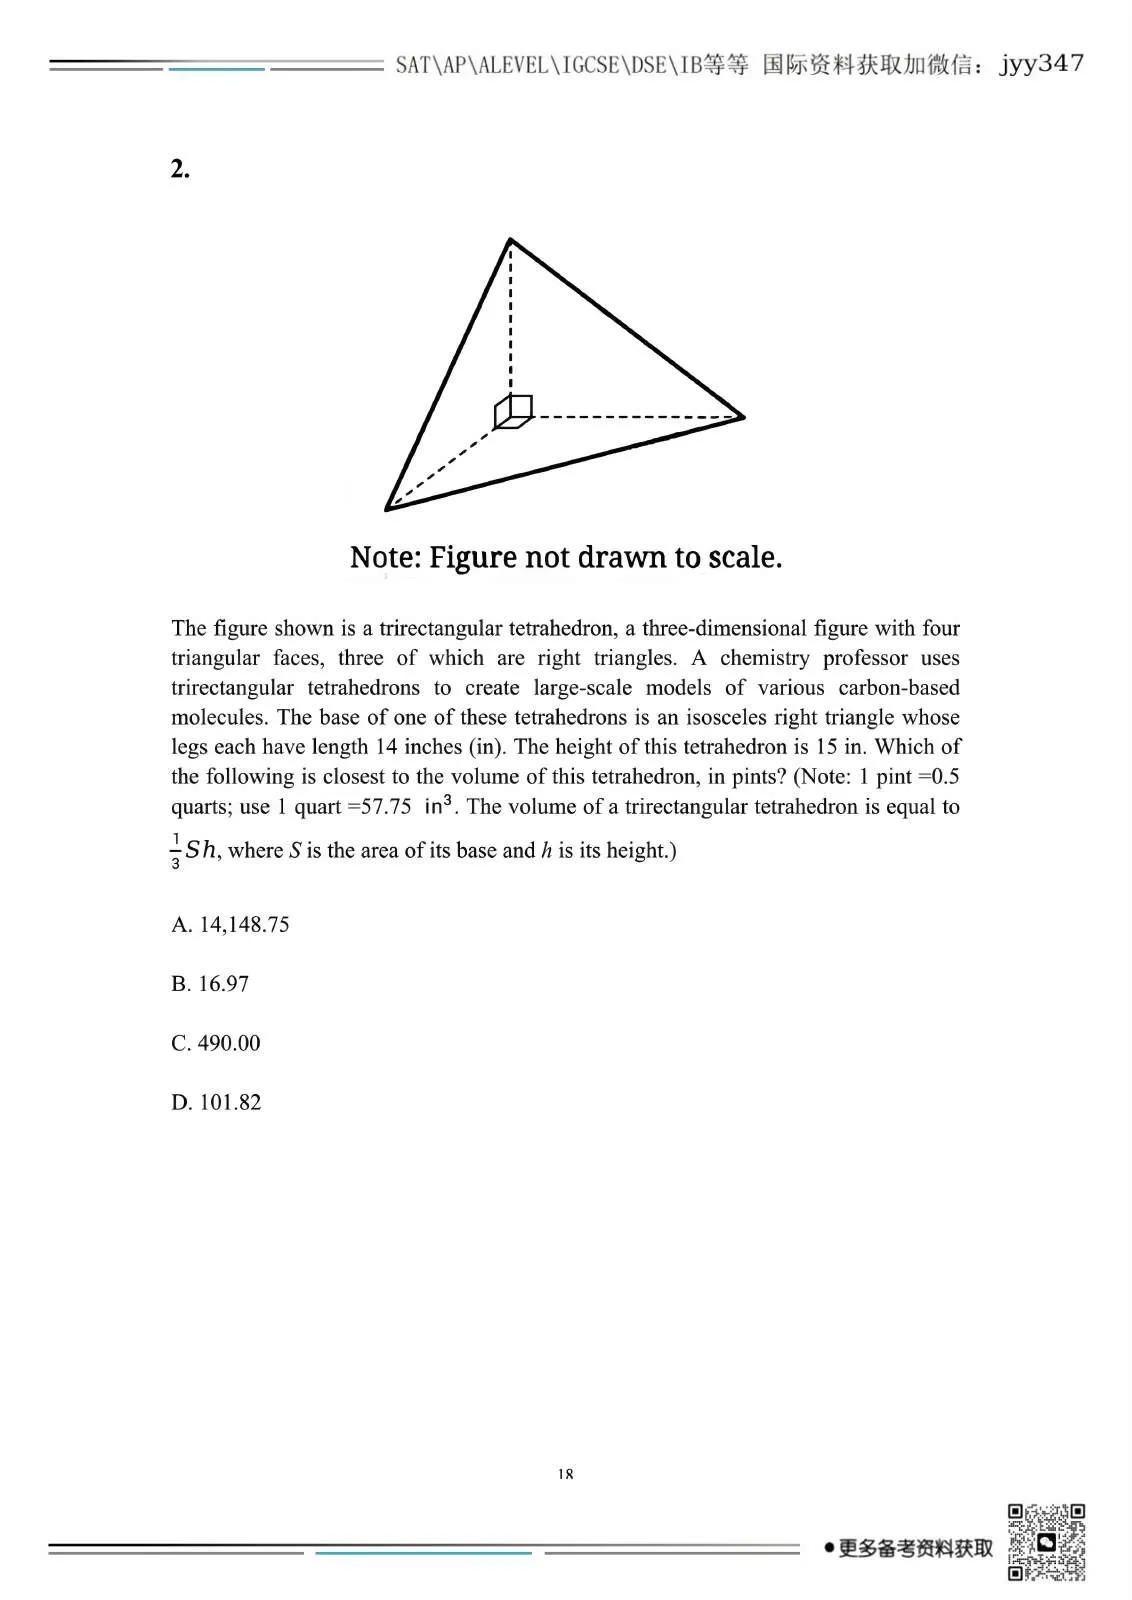 SAT\AP\ALEVEL\IGCSE\DSE\IB等等 国际资料获取加微信: jyy347
2.
Note: Figure not drawn to scale.
The figure shown is a trirectangular tetrahedron, a three-dimensional figure with four
triangular faces, three of which are right triangles. A chemistry professor uses
trirectangular tetrahedrons to create large-scale models of various carbon-based
molecules. The base of one of these tetrahedrons is an isosceles right triangle whose
legs each have length 14 inches (in). The height of this tetrahedron is 15 in. Which of
the following is closest to the volume of this tetrahedron, in pints? (Note: 1 pint =0.5
quarts; use 1 quart =57.75 in³. The volume of a trirectangular tetrahedron is equal to
1/3 Sh, where S is the area of its base and h is its height.)
A. 14,148.75
B. 16.97
C. 490.00
D. 101.82
18
●更多备考资料获取